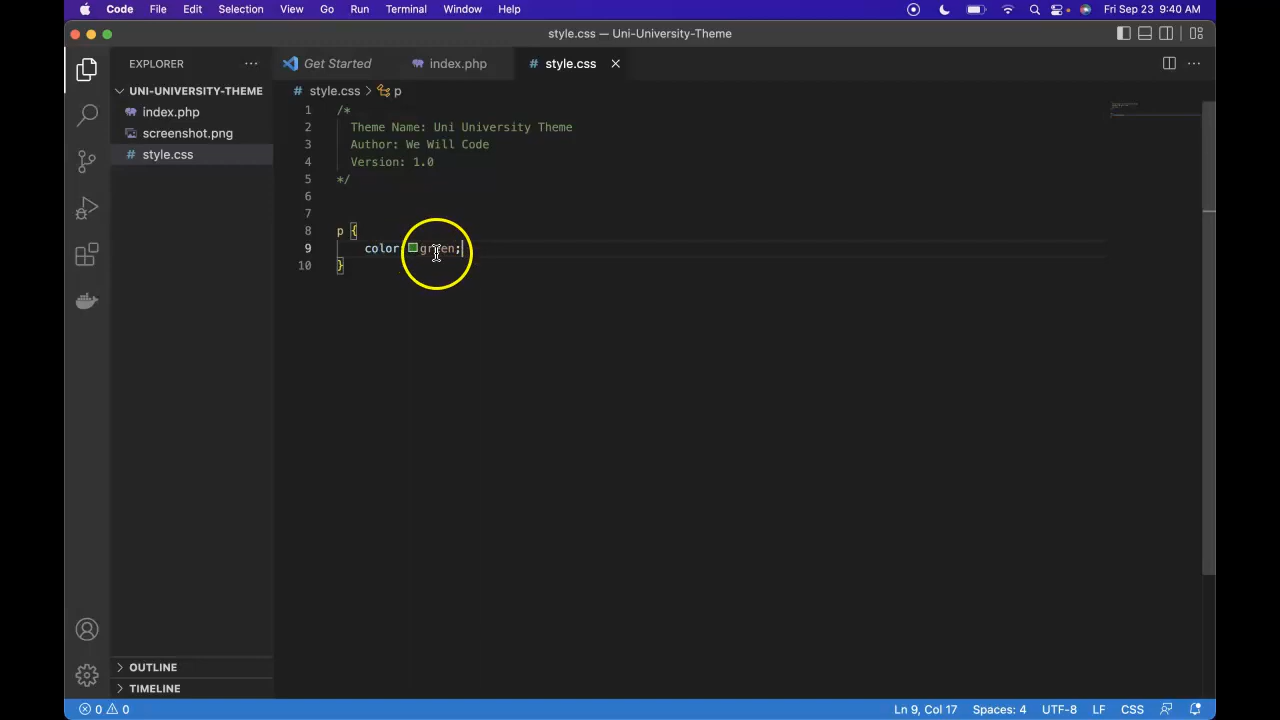 Code File Edit Selection View Go Run Terminal Window Help Fri Sep 23 9:40 AM
style.css — Uni-University-Theme
EXPLORER ··· Get Started index.php # style.css
UNI-UNIVERSITY-THEME # style.css > p
index.php
screenshot.png
# style.css
1 /*
2 Theme Name: Uni University Theme
3 Author: We Will Code
4 Version: 1.0
5 */
6
7
8 p {
9 color: green;
10 }
OUTLINE
TIMELINE
0 0 Ln 9, Col 17 Spaces: 4 UTF-8 LF CSS